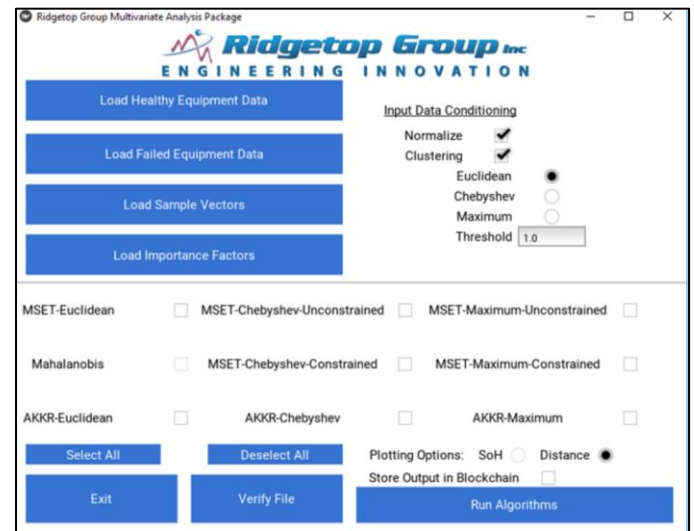 Ridgetop Group Multivariate Analysis Package
Ridgetop Group Inc
ENGINEERING INNOVATION
Load Healthy Equipment Data
Load Failed Equipment Data
Load Sample Vectors
Load Importance Factors
Input Data Conditioning
Normalize
Clustering
Euclidean
Chebyshev
Maximum
Threshold 1.0
MSET-Euclidean MSET-Chebyshev-Unconstrained MSET-Maximum-Unconstrained
Mahalanobis MSET-Chebyshev-Constrained MSET-Maximum-Constrained
AKKR-Euclidean AKKR-Chebyshev AKKR-Maximum
Select All Deselect All Plotting Options: SoH Distance
Store Output in Blockchain
Exit Verify File Run Algorithms